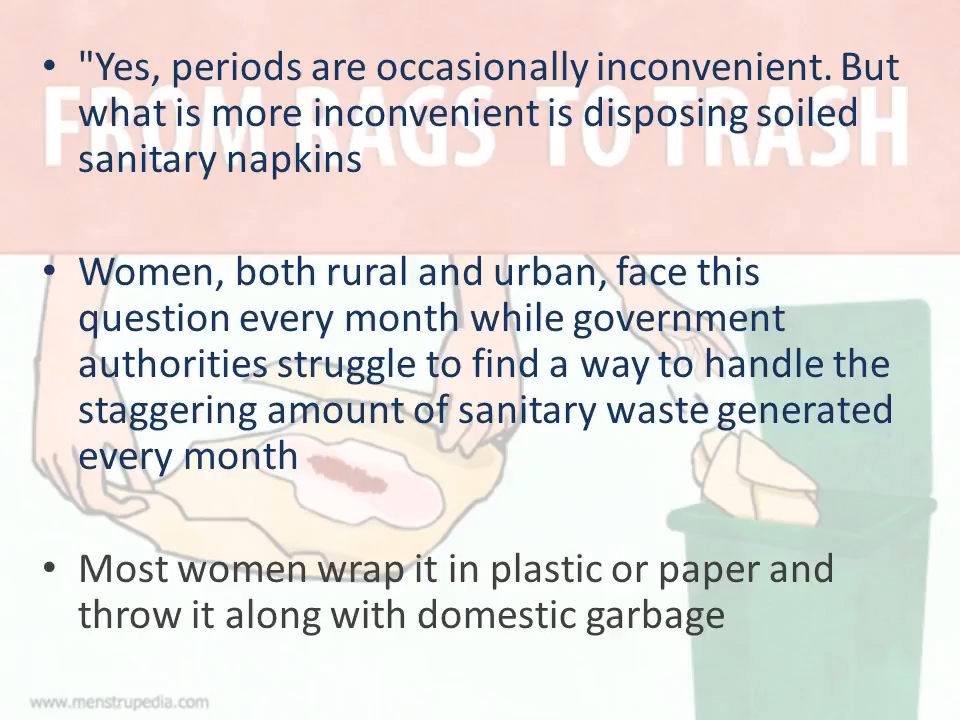 • "Yes, periods are occasionally inconvenient. But
what is more inconvenient is disposing soiled
sanitary napkins
FROM RAGS TO TRASH
• Women, both rural and urban, face this
question every month while government
authorities struggle to find a way to handle the
staggering amount of sanitary waste generated
every month
• Most women wrap it in plastic or paper and
throw it along with domestic garbage
www.menstrupedia.com